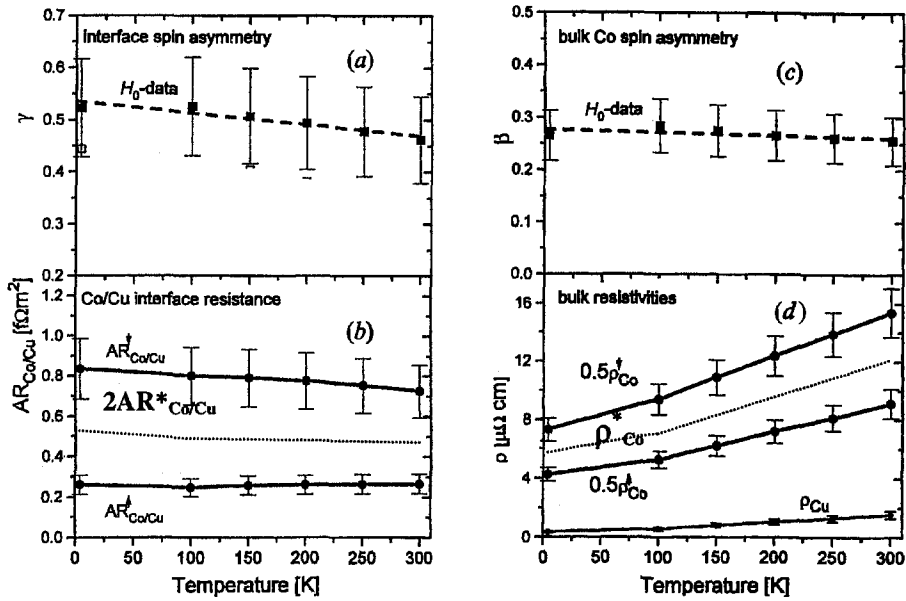 0.7
interface spin asymmetry
(a)
0.6
H₀-data
0.5
0.4
0.3
γ
0.2
Co/Cu interface resistance
1.2
(b)
1.0
AR↓Co/Cu
0.8
2AR*Co/Cu
0.6
0.4
0.2
AR↑Co/Cu
0.0
AR Co/Cu [fΩm²]
0 50 100 150 200 250 300
Temperature [K]
0.5
bulk Co spin asymmetry
(c)
0.4
H₀-data
0.3
0.2
0.1
β
0.0
bulk resistivities
16
(d)
12
0.5ρ↓Co
8
ρ*Co
4
0.5ρ↑Co
ρCu
0
ρ [μΩ cm]
0 50 100 150 200 250 300
Temperature [K]